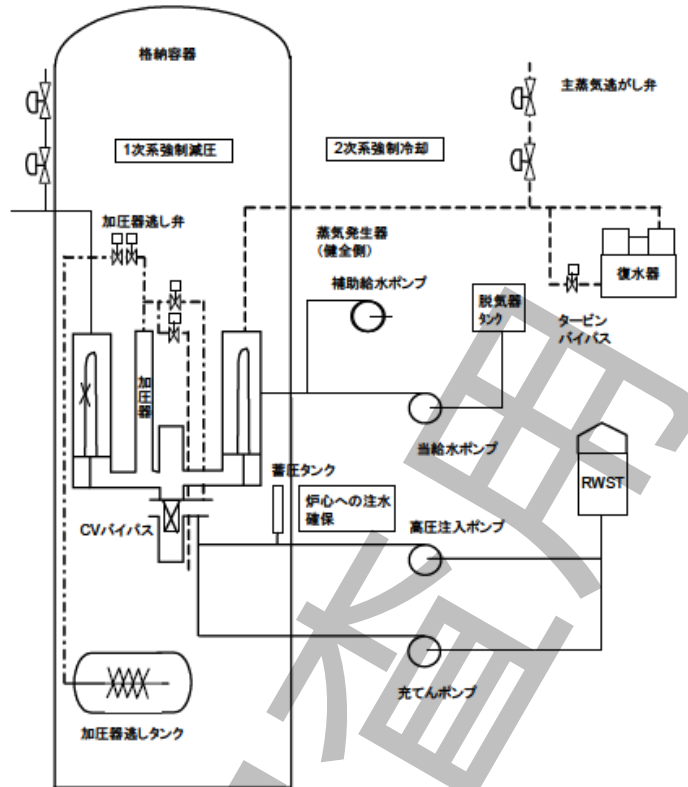 格納容器
主蒸気逃がし弁
1次系強制減圧
2次系強制冷却
加圧器逃し弁
蒸気発生器
(健全側)
補助給水ポンプ
脱気器
タンク
復水器
タービン
バイパス
加圧器
当給水ポンプ
蓄圧タンク
炉心への注水
確保
RWST
CVバイパス
高圧注入ポンプ
充てんポンプ
加圧器逃しタンク